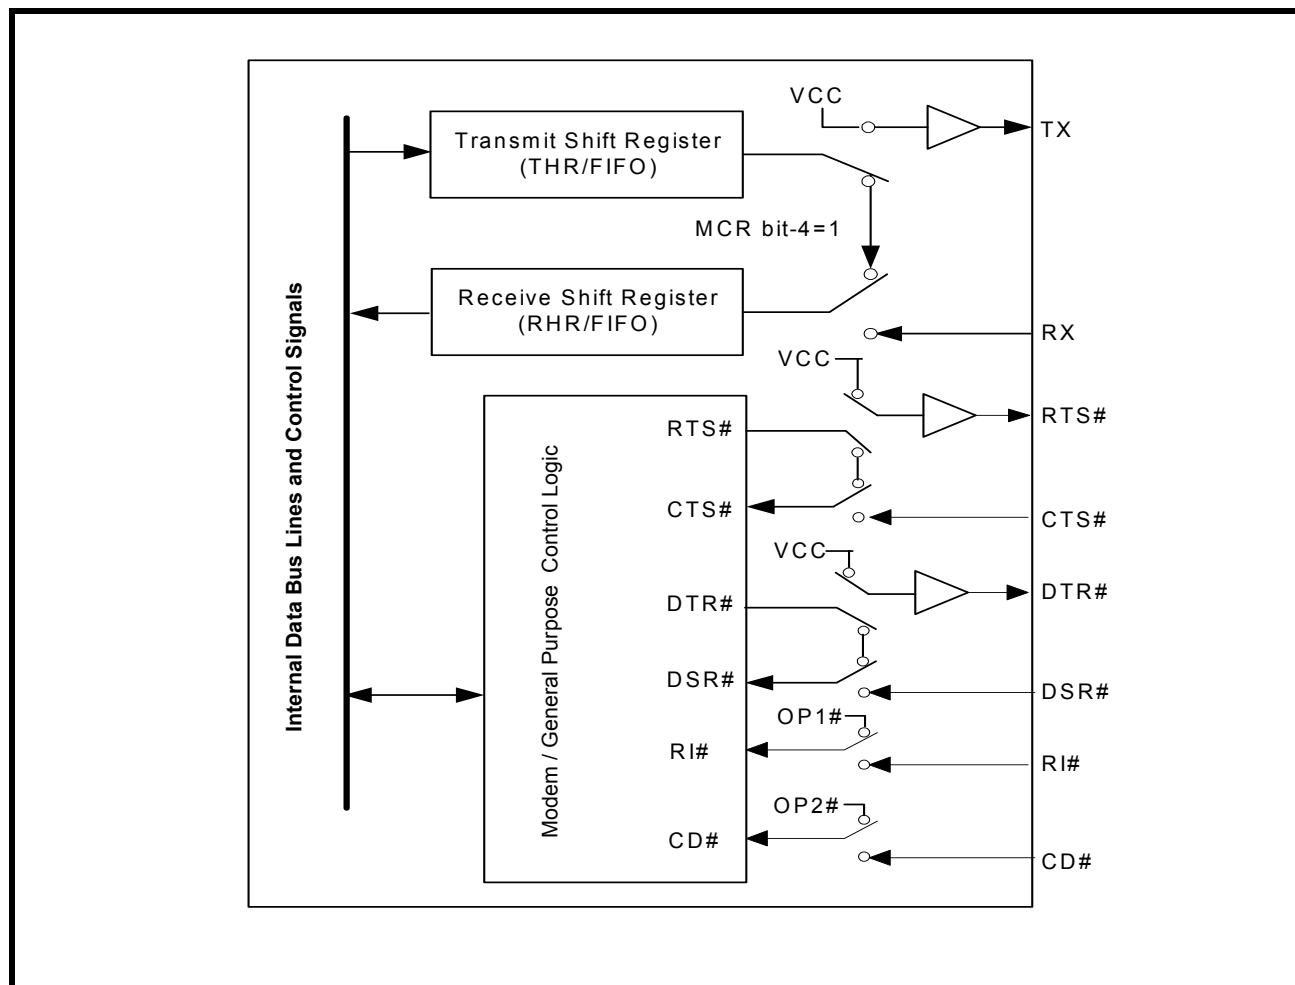 VCC
TX
Transmit Shift Register
(THR/FIFO)
MCR bit-4=1
Receive Shift Register
(RHR/FIFO)
RX
VCC
RTS#
RTS#
CTS#
CTS#
VCC
DTR#
DTR#
DSR#
DSR#
OP1#
RI#
RI#
OP2#
CD#
CD#
Internal Data Bus Lines and Control Signals
Modem / General Purpose Control Logic